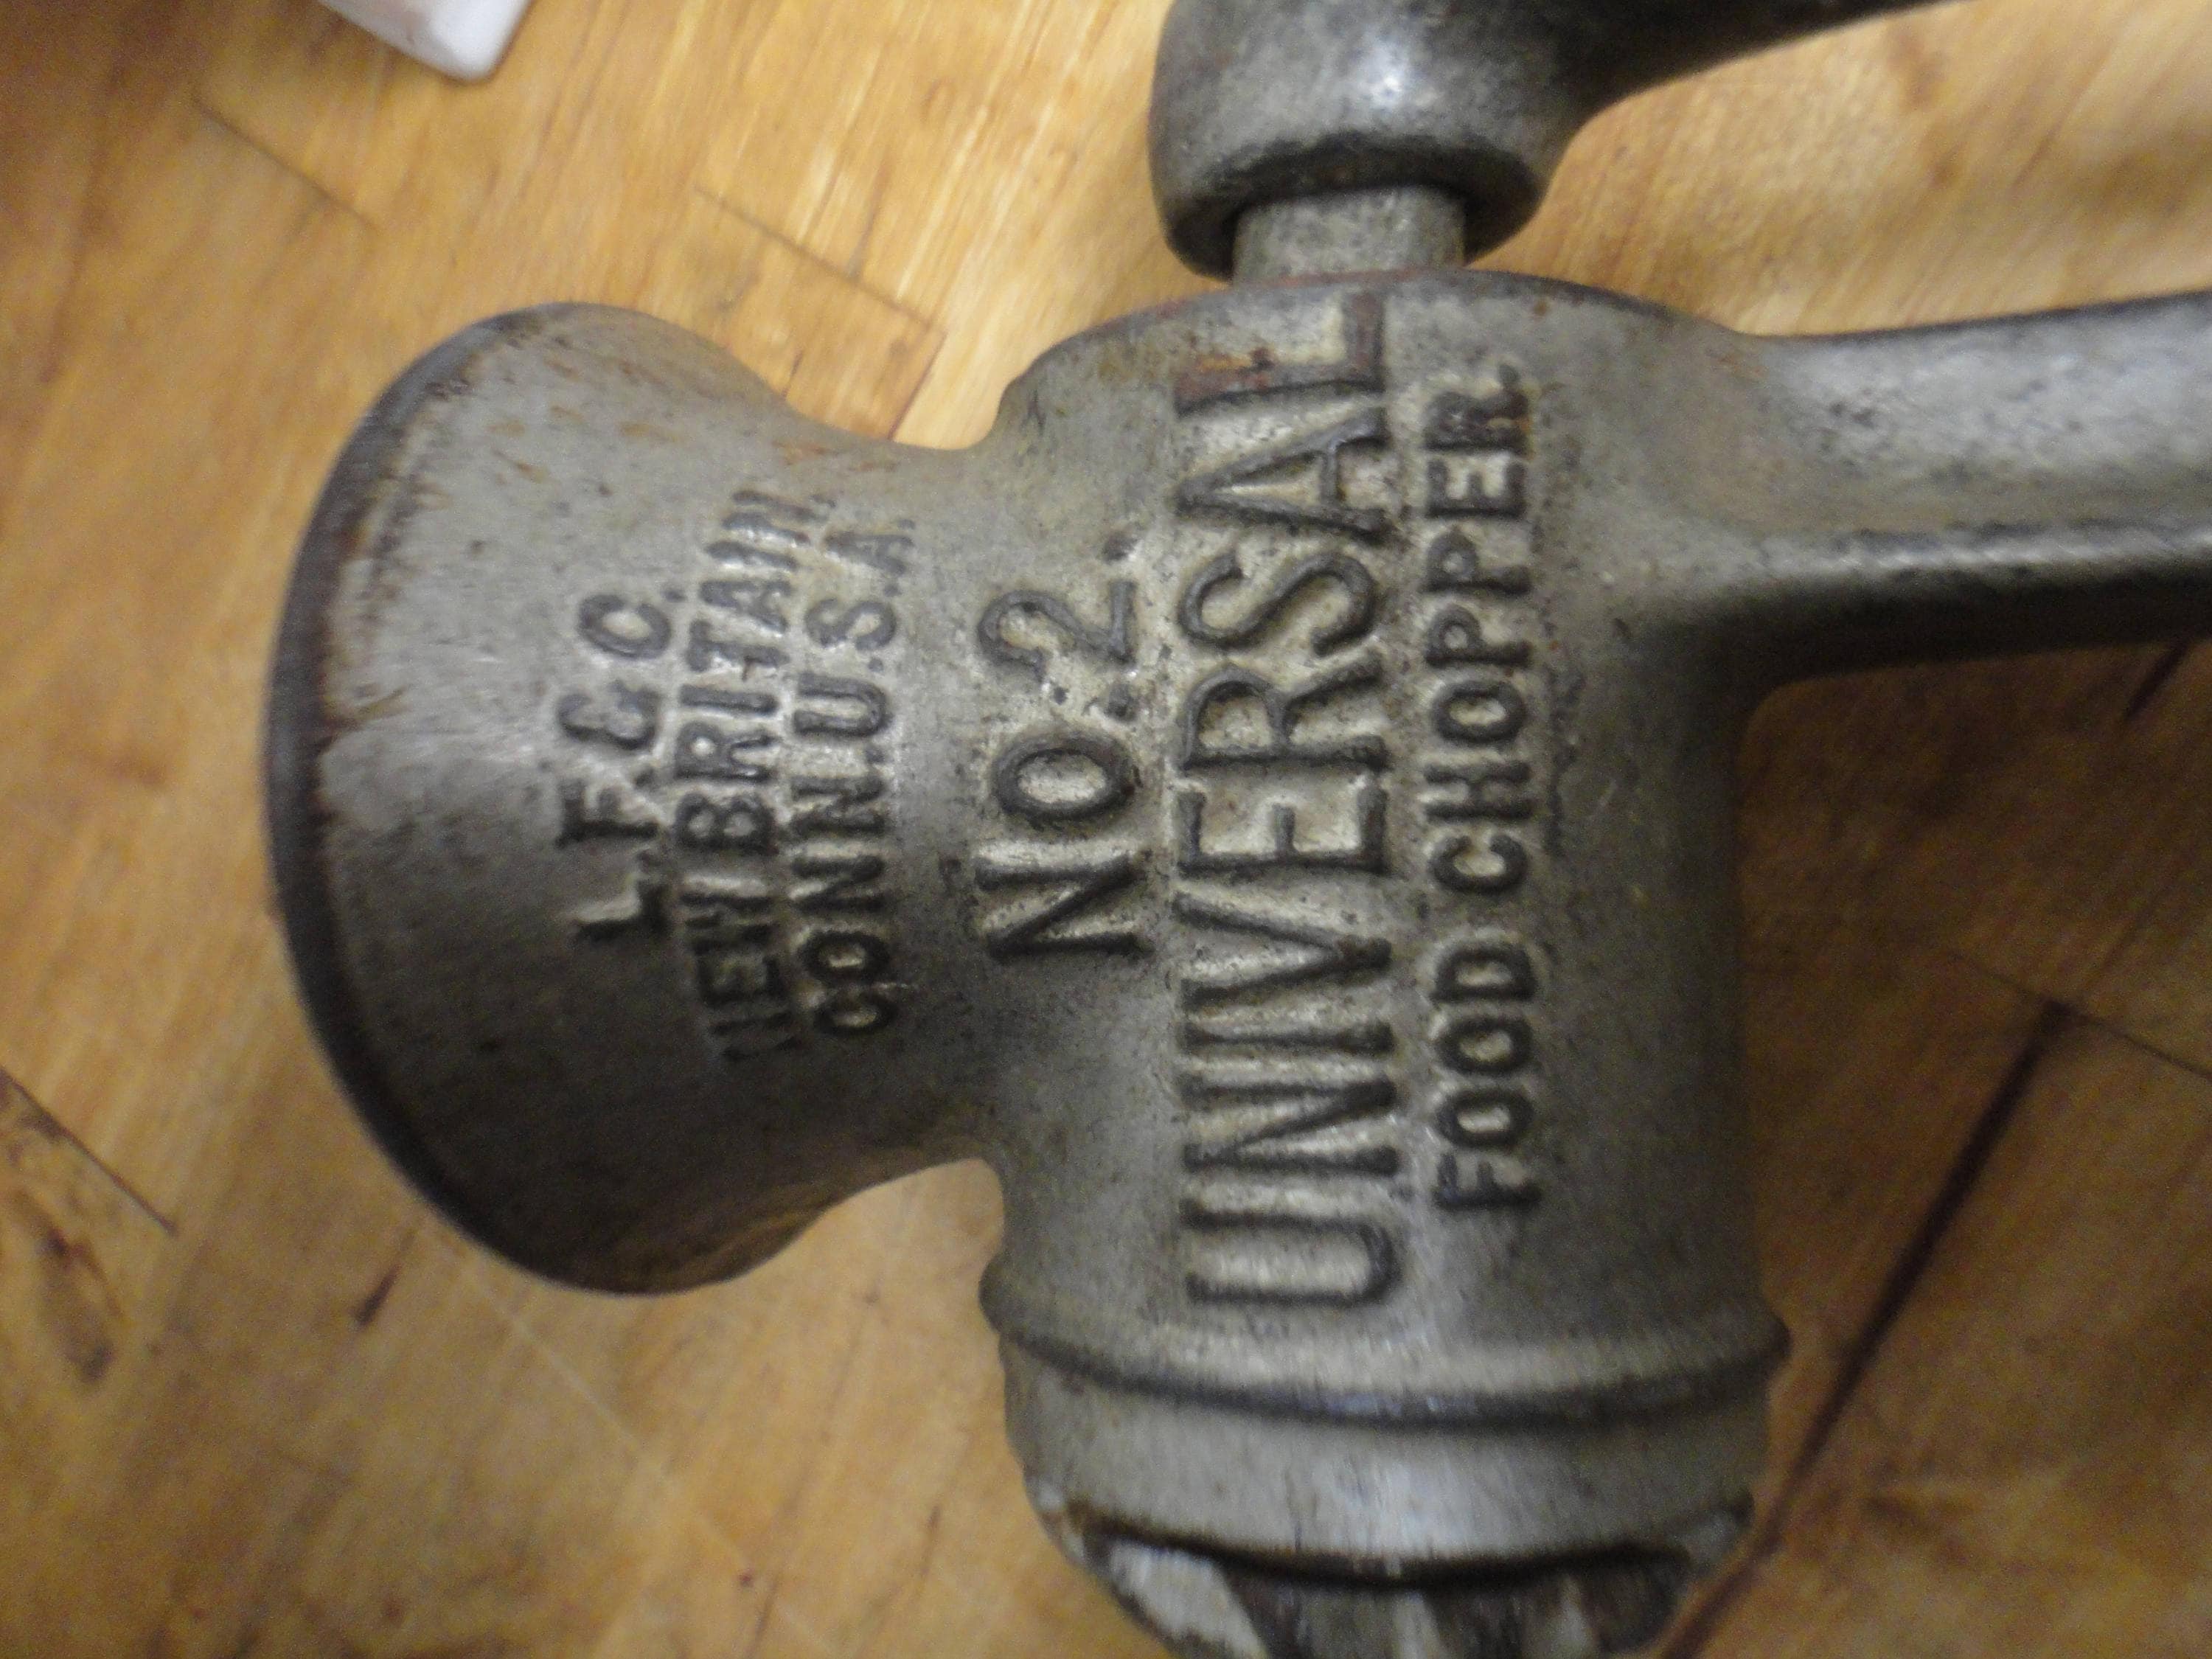 L.F.& C.
NEW BRITAIN.
CONN.U.S.A.
NO.2.
UNIVERSAL
FOOD CHOPPER.